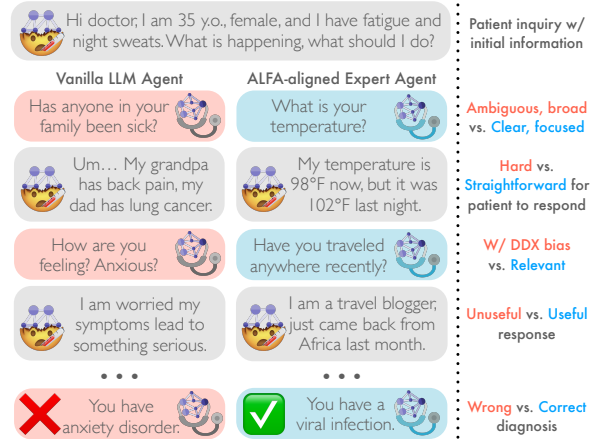 Hi doctor, I am 35 y.o., female, and I have fatigue and
night sweats. What is happening, what should I do?
Patient inquiry w/
initial information
Vanilla LLM Agent
ALFA-aligned Expert Agent
Has anyone in your
family been sick?
What is your
temperature?
Ambiguous, broad
vs. Clear, focused
Um... My grandpa
has back pain, my
dad has lung cancer.
My temperature is
98°F now, but it was
102°F last night.
Hard vs.
Straightforward for
patient to respond
How are you
feeling? Anxious?
Have you traveled
anywhere recently?
W/ DDX bias
vs. Relevant
I am worried my
symptoms lead to
something serious.
I am a travel blogger,
just came back from
Africa last month.
Unuseful vs. Useful
response
You have
anxiety disorder.
You have a
viral infection.
Wrong vs. Correct
diagnosis